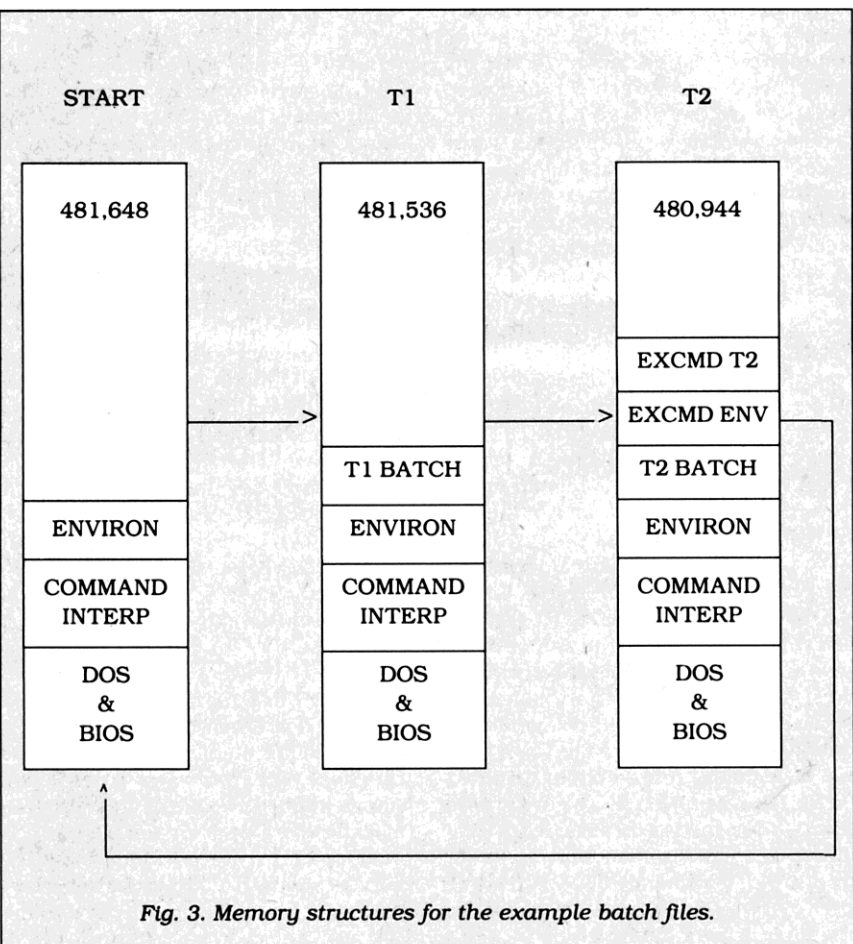 START
481,648
ENVIRON
COMMAND
INTERP
DOS
&
BIOS
T1
481,536
T1 BATCH
ENVIRON
COMMAND
INTERP
DOS
&
BIOS
T2
480,944
EXCMD T2
EXCMD ENV
T2 BATCH
ENVIRON
COMMAND
INTERP
DOS
&
BIOS
Fig. 3. Memory structures for the example batch files.